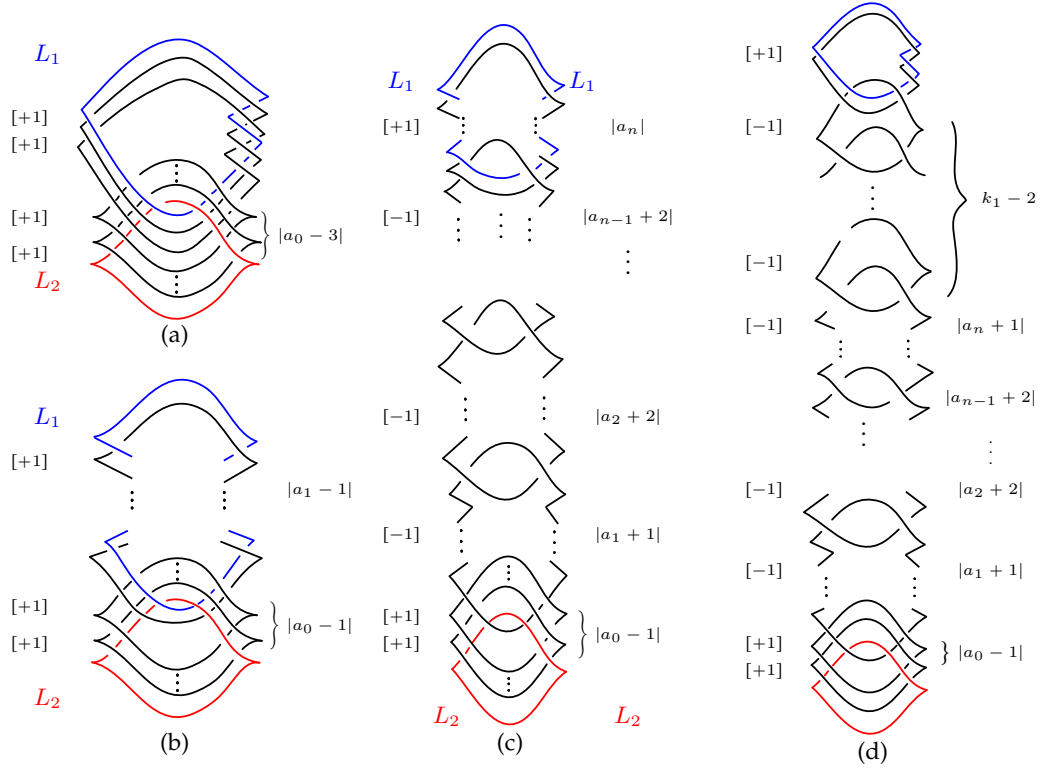 L₁
[+1]
[+1]
[+1]
|a₀ − 3|
[+1]
L₂
(a)
L₁
[+1]
|a₁ − 1|
[+1]
|a₀ − 1|
[+1]
L₂
(b)
L₁ L₁
[+1] |aₙ|
[−1] |aₙ₋₁ + 2|
[−1] |a₂ + 2|
[−1] |a₁ + 1|
[+1]
|a₀ − 1|
[+1]
L₂ L₂
(c)
[+1]
[−1]
k₁ − 2
[−1]
[−1] |aₙ + 1|
|aₙ₋₁ + 2|
[−1] |a₂ + 2|
[−1] |a₁ + 1|
[+1]
|a₀ − 1|
[+1]
(d)